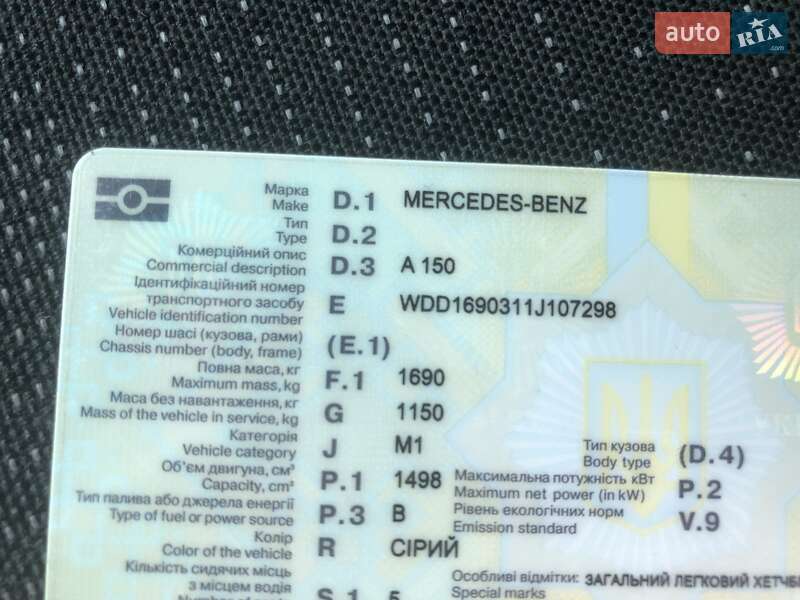 auto RIA.com
Марка
Make D.1 MERCEDES-BENZ
Тип
Type D.2
Комерційний опис
Commercial description D.3 A 150
Ідентифікаційний номер
транспортного засобу
Vehicle identification number E WDD1690311J107298
Номер шасі (кузова, рами)
Chassis number (body, frame) (E.1)
Повна маса, кг
Maximum mass, kg F.1 1690
Маса без навантаження, кг
Mass of the vehicle in service, kg G 1150
Категорія
Vehicle category J M1
Тип кузова
Body type (D.4)
Об'єм двигуна, см³
Capacity, cm³ P.1 1498
Максимальна потужність кВт
Maximum net power (in kW) P.2
Тип палива або джерела енергії
Type of fuel or power source P.3 B
Рівень екологічних норм
Emission standard V.9
Колір
Color of the vehicle R СІРИЙ
Кількість сидячих місць
з місцем водія
S.1 5
Особливі відмітки: ЗАГАЛЬНИЙ ЛЕГКОВИЙ ХЕТЧБ
Special marks